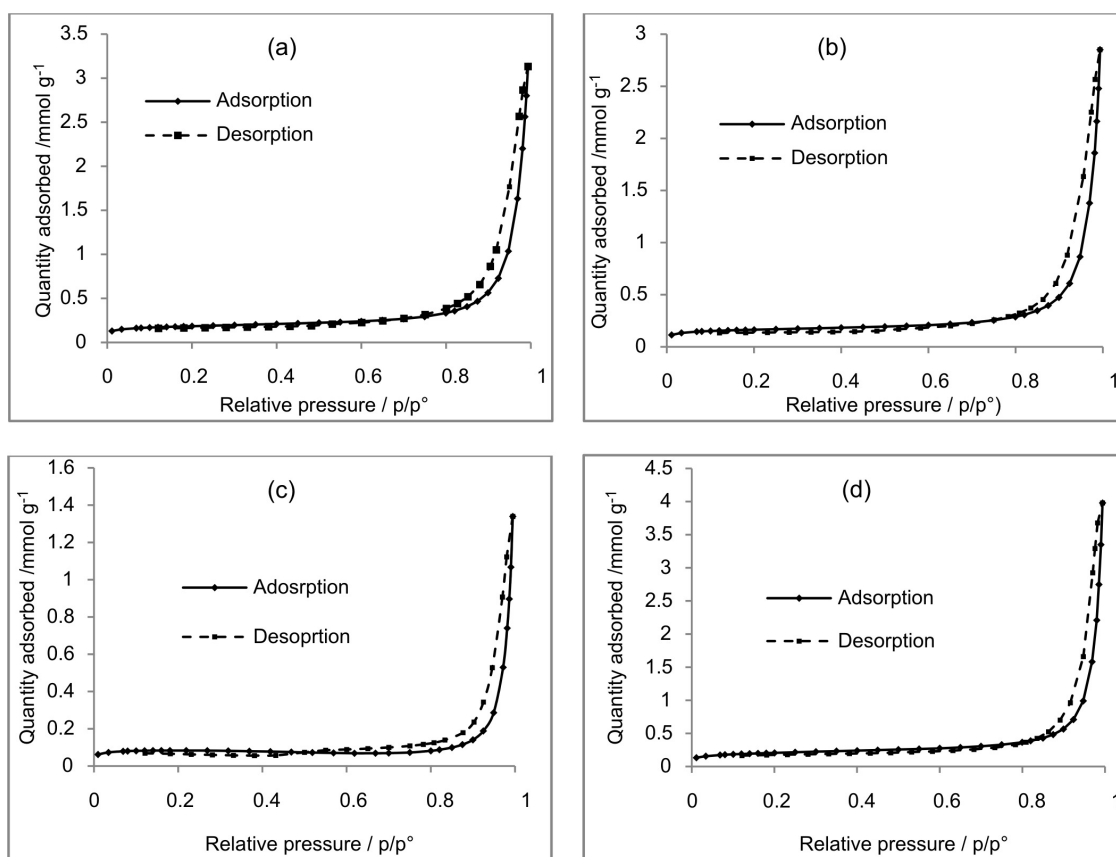 (a)
Quantity adsorbed /mmol g⁻¹
3.5
3
2.5
2
1.5
1
0.5
0
Adsorption
Desorption
0 0.2 0.4 0.6 0.8 1
Relative pressure / p/p°
(b)
Quantity adsorbed /mmol g⁻¹
3
2.5
2
1.5
1
0.5
0
Adsorption
Desorption
0 0.2 0.4 0.6 0.8 1
Relative pressure / p/p°)
(c)
Quantity adsorbed /mmol g⁻¹
1.6
1.4
1.2
1
0.8
0.6
0.4
0.2
0
Adosrption
Desoprtion
0 0.2 0.4 0.6 0.8 1
Relative pressure / p/p°
(d)
Quantity adsorbed /mmol g⁻¹
4.5
4
3.5
3
2.5
2
1.5
1
0.5
0
Adsorption
Desorption
0 0.2 0.4 0.6 0.8 1
Relative pressure / p/p°